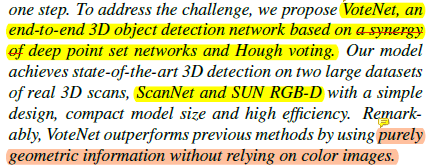 one step. To address the challenge, we propose VoteNet, an
end-to-end 3D object detection network based on a synergy
of deep point set networks and Hough voting. Our model
achieves state-of-the-art 3D detection on two large datasets
of real 3D scans, ScanNet and SUN RGB-D with a simple
design, compact model size and high efficiency. Remark-
ably, VoteNet outperforms previous methods by using purely
geometric information without relying on color images.